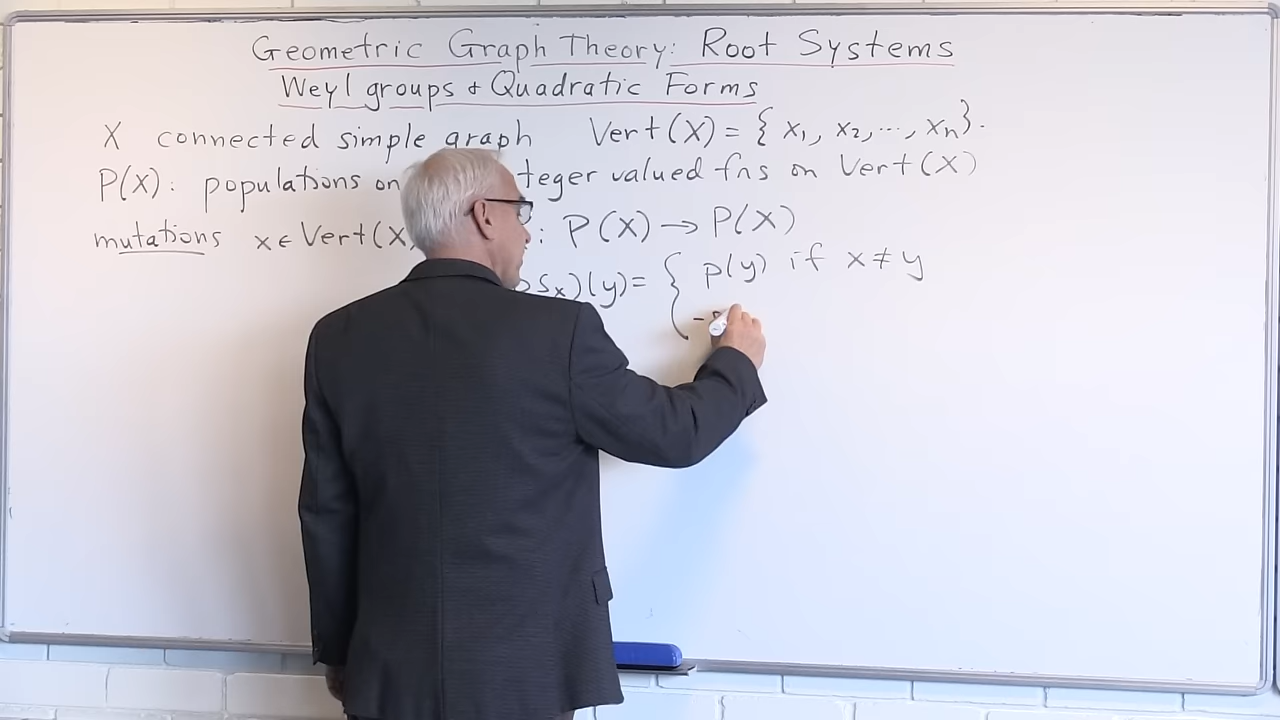 Geometric Graph Theory: Root Systems
Weyl groups & Quadratic Forms
X connected simple graph Vert(X) = { x₁, x₂, ..., xₙ }.
P(X): populations on teger valued fns on Vert(X)
mutations x ∈ Vert(X) : P(X) → P(X)
sₓ)(y) = { p(y) if x ≠ y
-